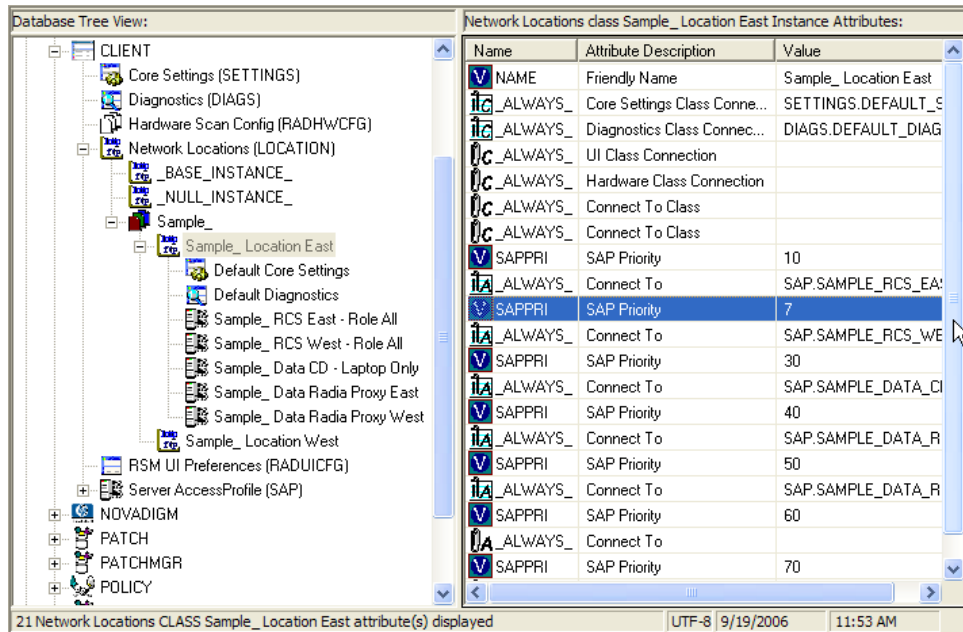 Database Tree View:
CLIENT
Core Settings (SETTINGS)
Diagnostics (DIAGS)
Hardware Scan Config (RADHWCFG)
Network Locations (LOCATION)
_BASE_INSTANCE_
_NULL_INSTANCE_
Sample_
Sample_ Location East
Default Core Settings
Default Diagnostics
Sample_ RCS East - Role All
Sample_ RCS West - Role All
Sample_ Data CD - Laptop Only
Sample_ Data Radia Proxy East
Sample_ Data Radia Proxy West
Sample_ Location West
RSM UI Preferences (RADUICFG)
Server AccessProfile (SAP)
NOVADIGM
PATCH
PATCHMGR
POLICY
Network Locations class Sample_ Location East Instance Attributes:
Name Attribute Description Value
V NAME Friendly Name Sample_ Location East
C _ALWAYS_ Core Settings Class Conne... SETTINGS.DEFAULT_S
C _ALWAYS_ Diagnostics Class Connec... DIAGS.DEFAULT_DIAG
C _ALWAYS_ UI Class Connection
C _ALWAYS_ Hardware Class Connection
C _ALWAYS_ Connect To Class
C _ALWAYS_ Connect To Class
V SAPPRI SAP Priority 10
A _ALWAYS_ Connect To SAP.SAMPLE_RCS_EAS
V SAPPRI SAP Priority 7
A _ALWAYS_ Connect To SAP.SAMPLE_RCS_WE
V SAPPRI SAP Priority 30
A _ALWAYS_ Connect To SAP.SAMPLE_DATA_C
V SAPPRI SAP Priority 40
A _ALWAYS_ Connect To SAP.SAMPLE_DATA_R
V SAPPRI SAP Priority 50
A _ALWAYS_ Connect To SAP.SAMPLE_DATA_R
V SAPPRI SAP Priority 60
A _ALWAYS_ Connect To
V SAPPRI SAP Priority 70
21 Network Locations CLASS Sample_ Location East attribute(s) displayed UTF-8 9/19/2006 11:53 AM